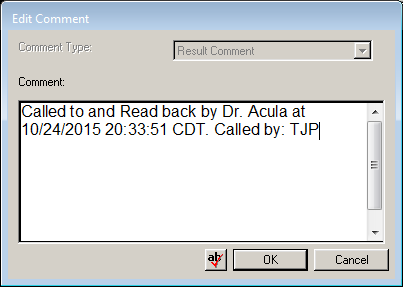 Edit Comment
Comment Type:
Result Comment
Comment:
Called to and Read back by Dr. Acula at
10/24/2015 20:33:51 CDT. Called by: TJP
ab
OK
Cancel